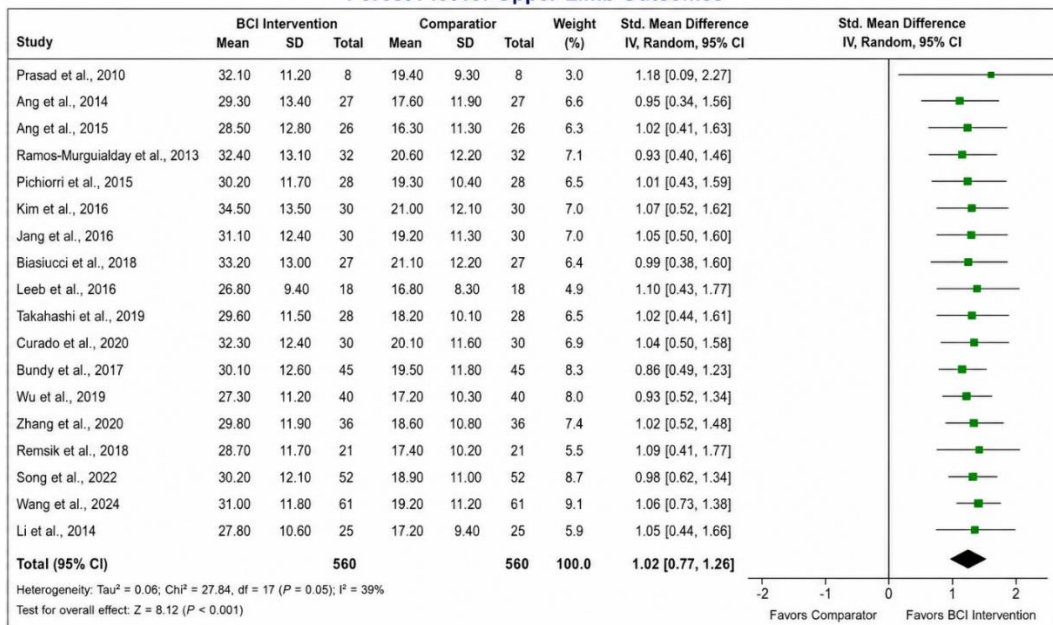 BCI Intervention Comparator Weight Std. Mean Difference Std. Mean Difference
Study Mean SD Total Mean SD Total (%) IV, Random, 95% CI IV, Random, 95% CI
Prasad et al., 2010 32.10 11.20 8 19.40 9.30 8 3.0 1.18 [0.09, 2.27]
Ang et al., 2014 29.30 13.40 27 17.60 11.90 27 6.6 0.95 [0.34, 1.56]
Ang et al., 2015 28.50 12.80 26 16.30 11.30 26 6.3 1.02 [0.41, 1.63]
Ramos-Murguialday et al., 2013 32.40 13.10 32 20.60 12.20 32 7.1 0.93 [0.40, 1.46]
Pichiorri et al., 2015 30.20 11.70 28 19.30 10.40 28 6.5 1.01 [0.43, 1.59]
Kim et al., 2016 34.50 13.50 30 21.00 12.10 30 7.0 1.07 [0.52, 1.62]
Jang et al., 2016 31.10 12.40 30 19.20 11.30 30 7.0 1.05 [0.50, 1.60]
Biasiucci et al., 2018 33.20 13.00 27 21.10 12.20 27 6.4 0.99 [0.38, 1.60]
Leeb et al., 2016 26.80 9.40 18 16.80 8.30 18 4.9 1.10 [0.43, 1.77]
Takahashi et al., 2019 29.60 11.50 28 18.20 10.10 28 6.5 1.02 [0.44, 1.61]
Curado et al., 2020 32.30 12.40 30 20.10 11.60 30 6.9 1.04 [0.50, 1.58]
Bundy et al., 2017 30.10 12.60 45 19.50 11.80 45 8.3 0.86 [0.49, 1.23]
Wu et al., 2019 27.30 11.20 40 17.20 10.30 40 8.0 0.93 [0.52, 1.34]
Zhang et al., 2020 29.80 11.90 36 18.60 10.80 36 7.4 1.02 [0.52, 1.48]
Remsik et al., 2018 28.70 11.70 21 17.40 10.20 21 5.5 1.09 [0.41, 1.77]
Song et al., 2022 30.20 12.10 52 18.90 11.00 52 8.7 0.98 [0.62, 1.34]
Wang et al., 2024 31.00 11.80 61 19.20 11.20 61 9.1 1.06 [0.73, 1.38]
Li et al., 2014 27.80 10.60 25 17.20 9.40 25 5.9 1.05 [0.44, 1.66]
Total (95% CI) 560 560 100.0 1.02 [0.77, 1.26]
Heterogeneity: Tau² = 0.06; Chi² = 27.84, df = 17 (P = 0.05); I² = 39%
Test for overall effect: Z = 8.12 (P < 0.001)
-2 -1 0 1 2
Favors Comparator Favors BCI Intervention